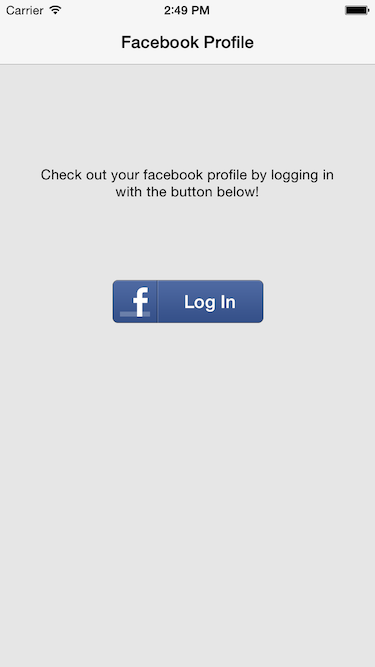 Carrier 2:49 PM
Facebook Profile
Check out your facebook profile by logging in
with the button below!
f Log In